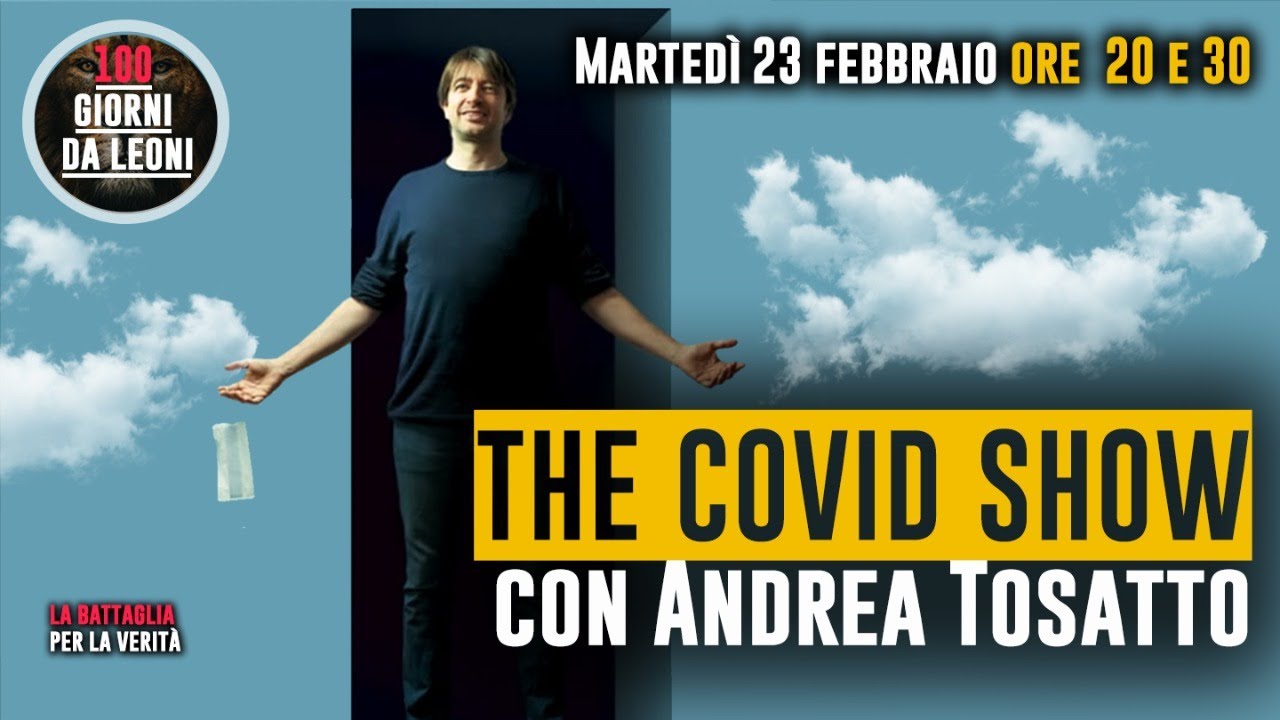 100
GIORNI
DA LEONI
MARTEDÌ 23 FEBBRAIO ORE 20 E 30
THE COVID SHOW
CON ANDREA TOSATTO
LA BATTAGLIA
PER LA VERITÀ